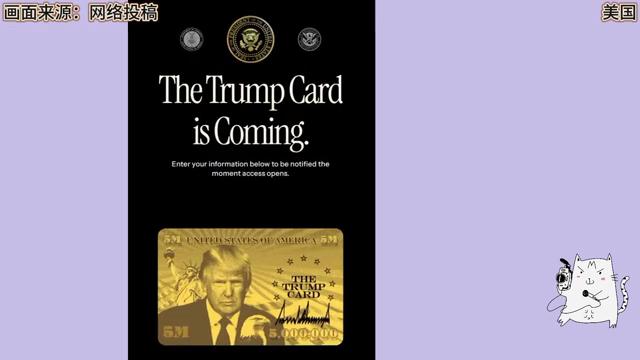 画面来源：网络投稿
美国
The Trump Card
is Coming.
Enter your information below to be notified the
moment access opens.
5M UNITED STATES OF AMERICA 5M
THE
TRUMP
CARD
5M
5,000,000